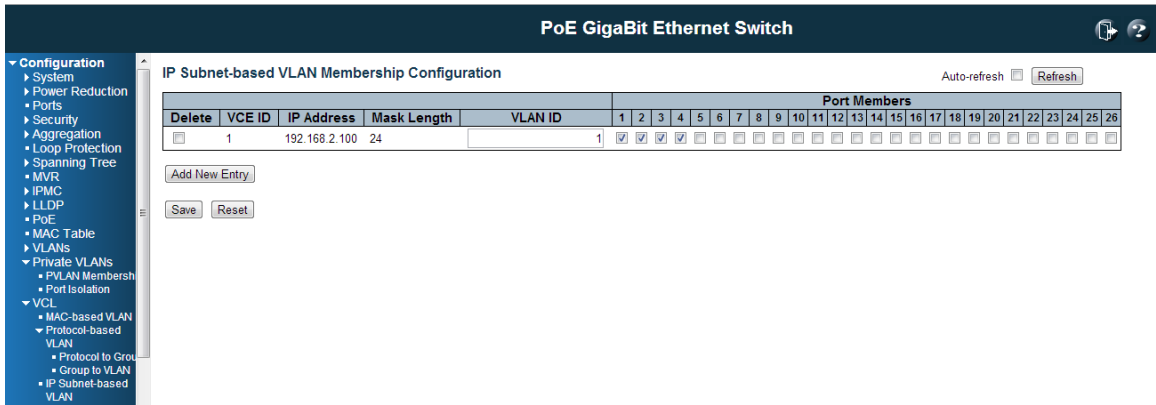 PoE GigaBit Ethernet Switch
Configuration
System
Power Reduction
Ports
Security
Aggregation
Loop Protection
Spanning Tree
MVR
IPMC
LLDP
PoE
MAC Table
VLANs
Private VLANs
PVLAN Membersh
Port Isolation
VCL
MAC-based VLAN
Protocol-based
VLAN
Protocol to Grou
Group to VLAN
IP Subnet-based
VLAN
IP Subnet-based VLAN Membership Configuration
Auto-refresh Refresh
Port Members
Delete VCE ID IP Address Mask Length VLAN ID 1 2 3 4 5 6 7 8 9 10 11 12 13 14 15 16 17 18 19 20 21 22 23 24 25 26
1 192.168.2.100 24 1
Add New Entry
Save Reset